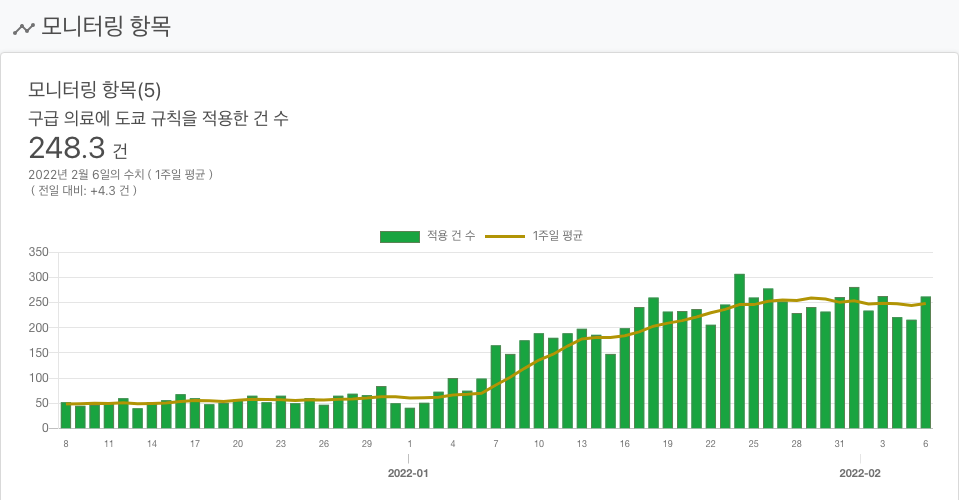 모니터링 항목
모니터링 항목(5)
구급 의료에 도쿄 규칙을 적용한 건 수
248.3 건
2022년 2월 6일의 수치 ( 1주일 평균 )
( 전일 대비: +4.3 건 )
적용 건 수 1주일 평균
350
300
250
200
150
100
50
0
8 11 14 17 20 23 26 29 1 4 7 10 13 16 19 22 25 28 31 3 6
2022-01 2022-02